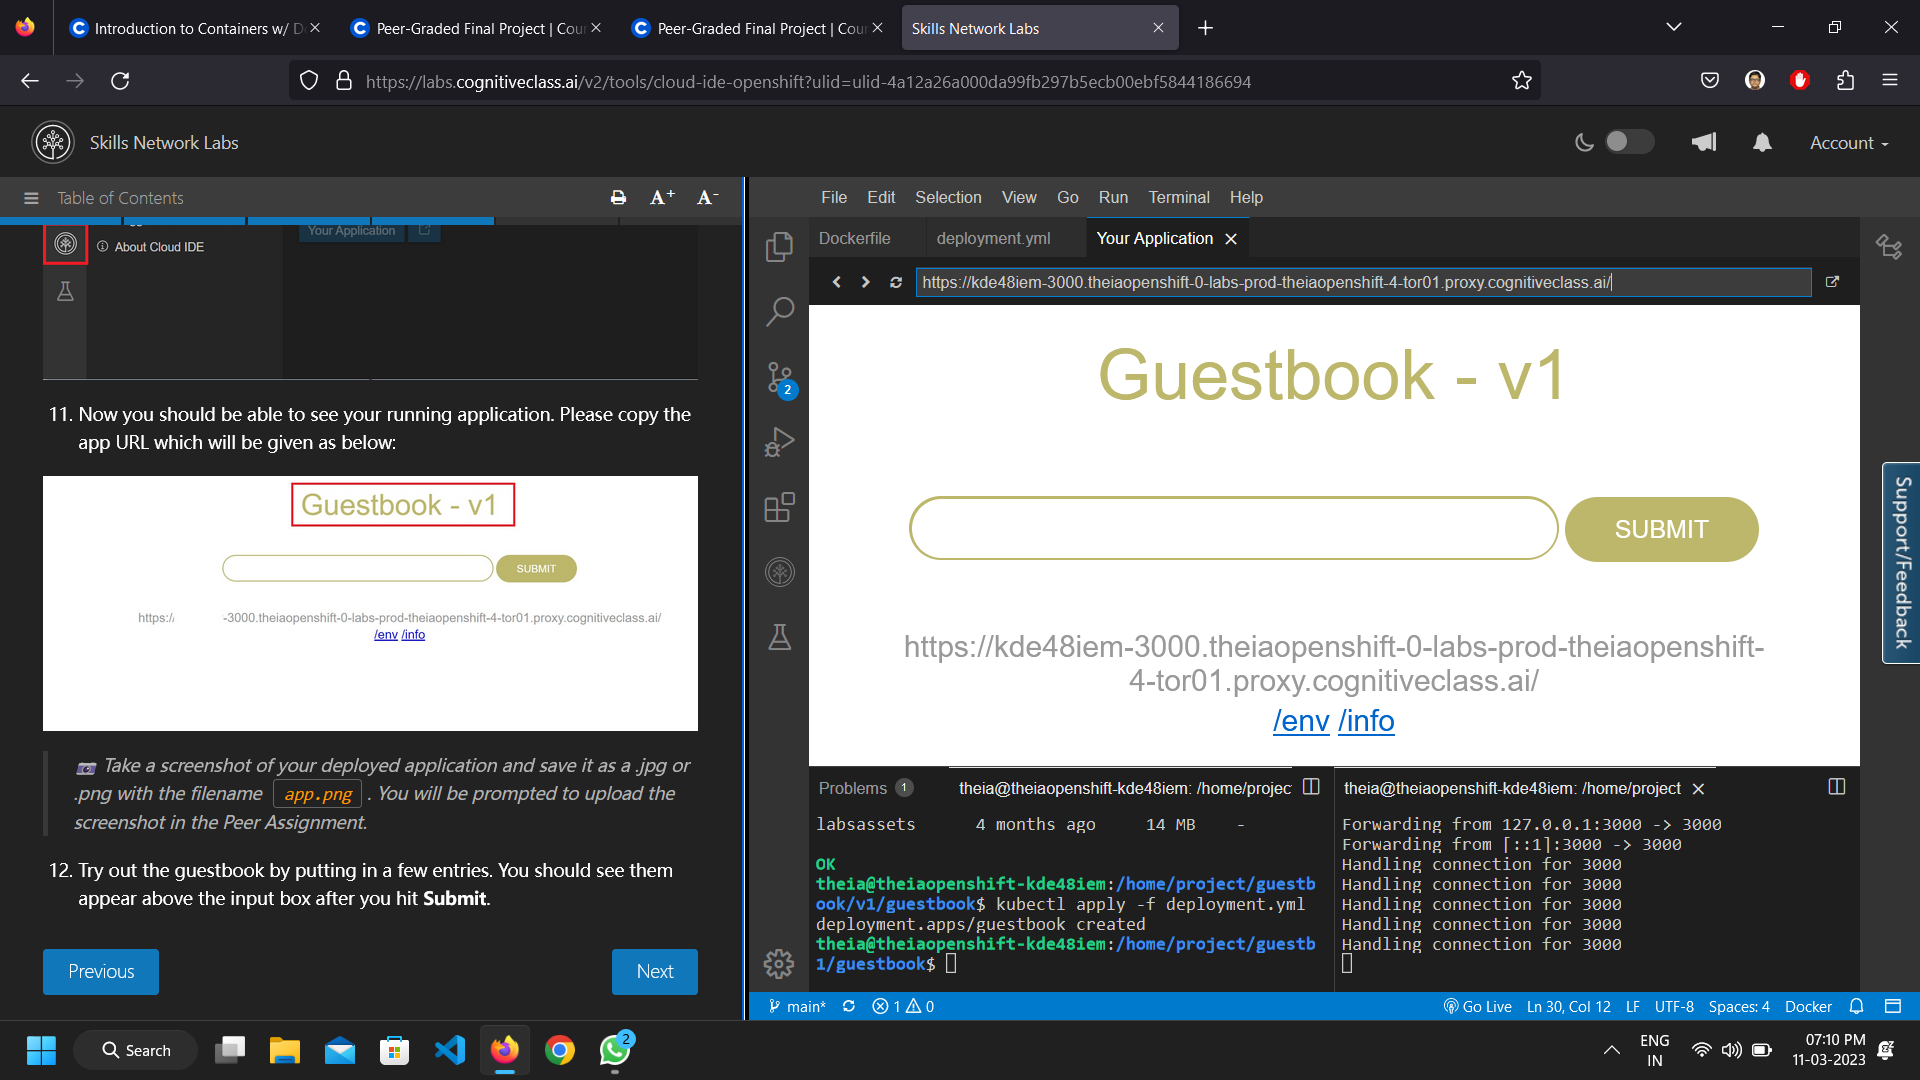 Introduction to Containers w/ D
Peer-Graded Final Project | Cour
Peer-Graded Final Project | Cour
Skills Network Labs
https://labs.cognitiveclass.ai/v2/tools/cloud-ide-openshift?ulid=ulid-4a12a26a000da99fb297b5ecb00ebf5844186694
Skills Network Labs
Account
Table of Contents
A+ A-
About Cloud IDE
Your Application
11. Now you should be able to see your running application. Please copy the
app URL which will be given as below:
Guestbook - v1
SUBMIT
https:/ -3000.theiaopenshift-0-labs-prod-theiaopenshift-4-tor01.proxy.cognitiveclass.ai/
/env /info
Take a screenshot of your deployed application and save it as a .jpg or
.png with the filename app.png . You will be prompted to upload the
screenshot in the Peer Assignment.
12. Try out the guestbook by putting in a few entries. You should see them
appear above the input box after you hit Submit.
Previous
Next
File Edit Selection View Go Run Terminal Help
Dockerfile
deployment.yml
Your Application
https://kde48iem-3000.theiaopenshift-0-labs-prod-theiaopenshift-4-tor01.proxy.cognitiveclass.ai/
2
Guestbook - v1
SUBMIT
https://kde48iem-3000.theiaopenshift-0-labs-prod-theiaopenshift-
4-tor01.proxy.cognitiveclass.ai/
/env /info
Support/Feedback
Problems 1
theia@theiaopenshift-kde48iem: /home/projec
labsassets 4 months ago 14 MB -
OK
theia@theiaopenshift-kde48iem:/home/project/guestb
ook/v1/guestbook$ kubectl apply -f deployment.yml
deployment.apps/guestbook created
theia@theiaopenshift-kde48iem:/home/project/guestb
1/guestbook$
theia@theiaopenshift-kde48iem: /home/project
Forwarding from 127.0.0.1:3000 -> 3000
Forwarding from [::1]:3000 -> 3000
Handling connection for 3000
Handling connection for 3000
Handling connection for 3000
Handling connection for 3000
Handling connection for 3000
main* 1 0
Go Live Ln 30, Col 12 LF UTF-8 Spaces: 4 Docker
Search
2
ENG
IN
07:10 PM
11-03-2023